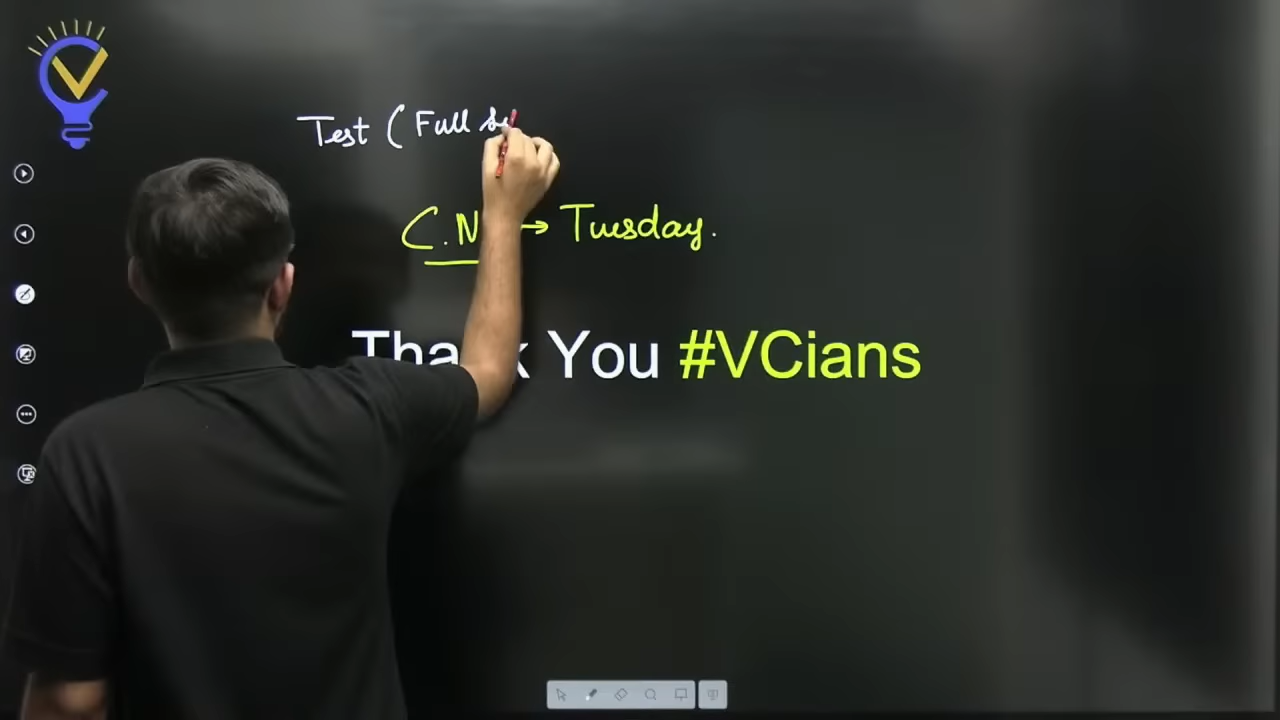 Test ( Full
C.N → Tuesday.
You #VCians